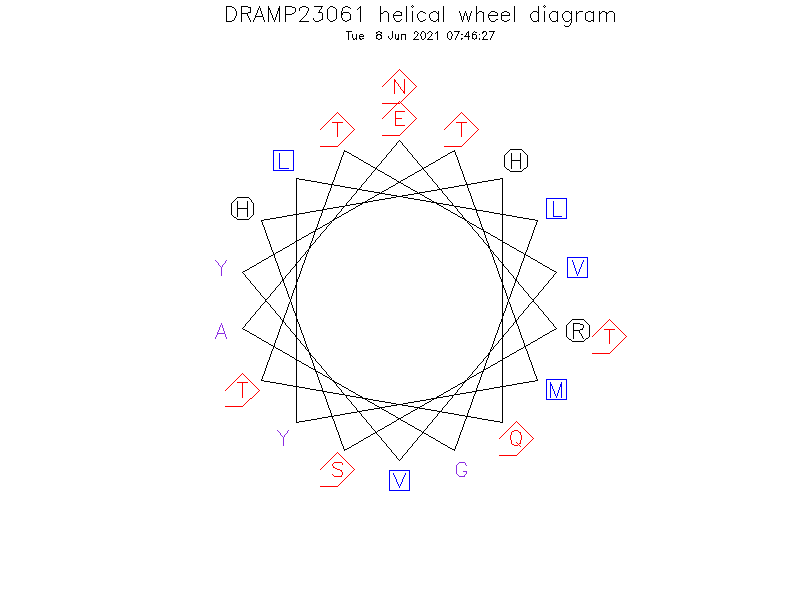 DRAMP23061 helical wheel diagram
Tue 8 Jun 2021 07:46:27
N
T E T
L H
H L
Y V
A R T
T M
Y Q
S V G